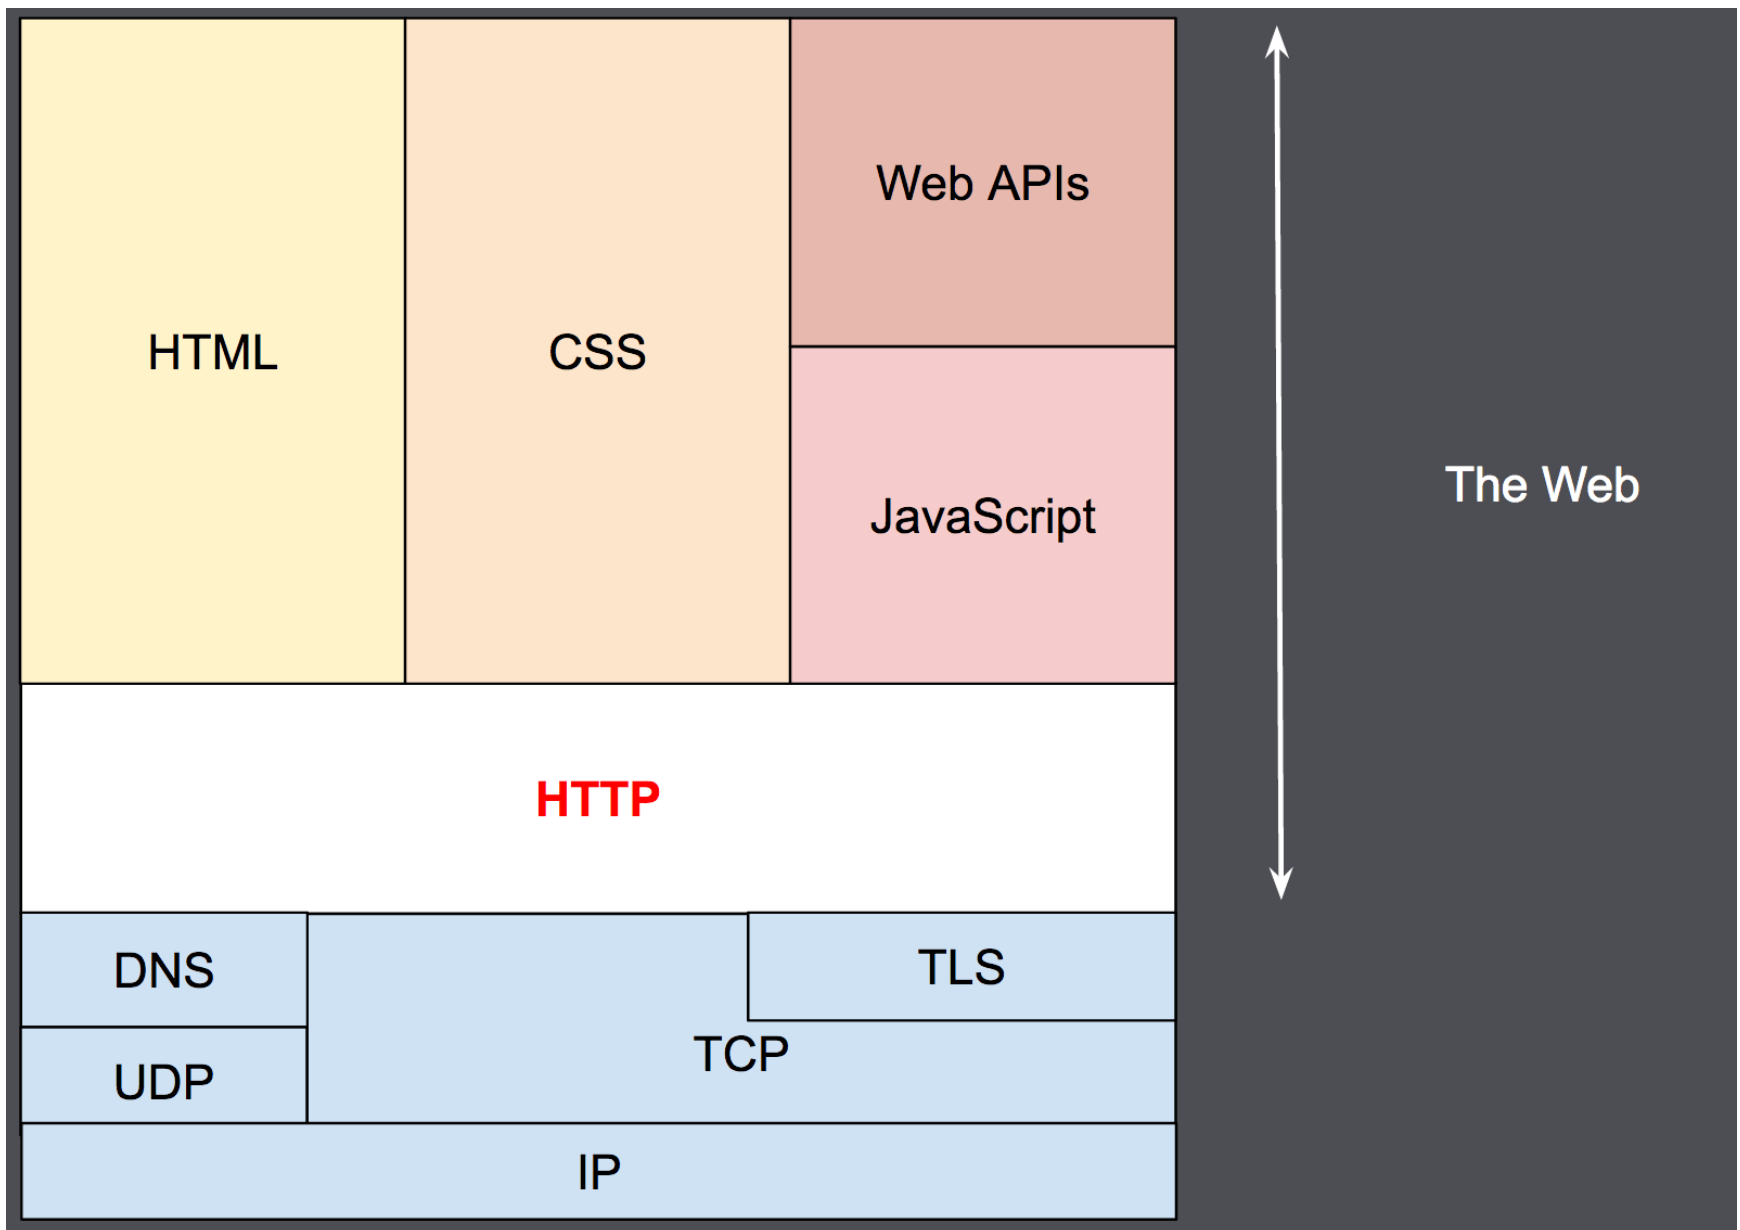 HTML
CSS
Web APIs
JavaScript
The Web
HTTP
DNS
TLS
TCP
UDP
IP